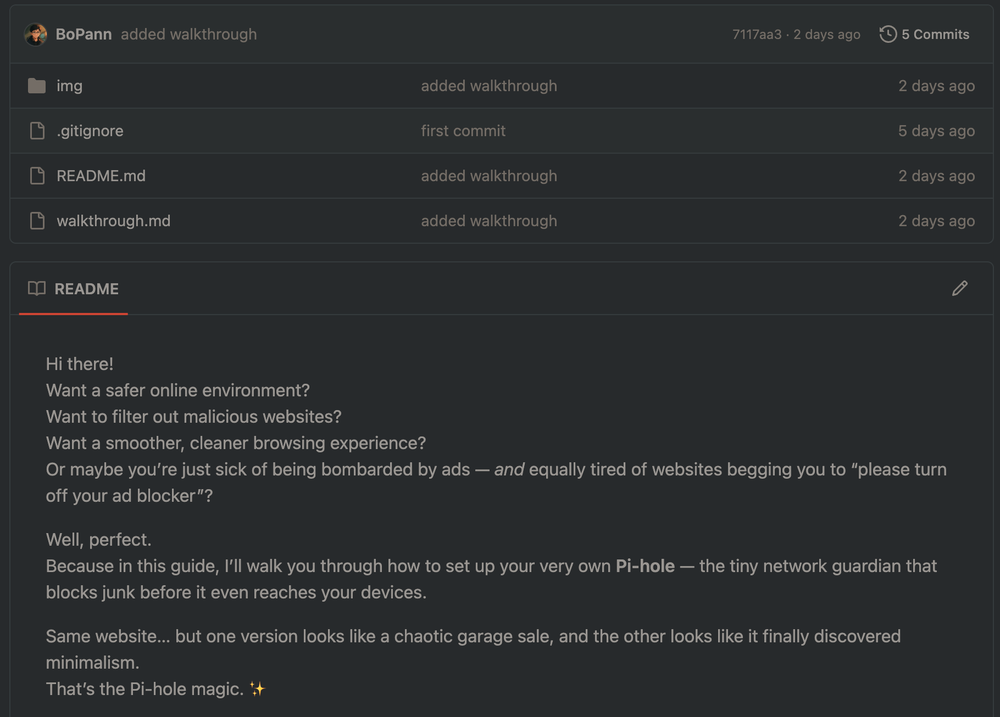 BoPann added walkthrough 7117aa3 · 2 days ago 5 Commits
img added walkthrough 2 days ago
.gitignore first commit 5 days ago
README.md added walkthrough 2 days ago
walkthrough.md added walkthrough 2 days ago
README
Hi there!
Want a safer online environment?
Want to filter out malicious websites?
Want a smoother, cleaner browsing experience?
Or maybe you’re just sick of being bombarded by ads — and equally tired of websites begging you to “please turn
off your ad blocker”?
Well, perfect.
Because in this guide, I’ll walk you through how to set up your very own Pi-hole — the tiny network guardian that
blocks junk before it even reaches your devices.
Same website... but one version looks like a chaotic garage sale, and the other looks like it finally discovered
minimalism.
That’s the Pi-hole magic. ✨